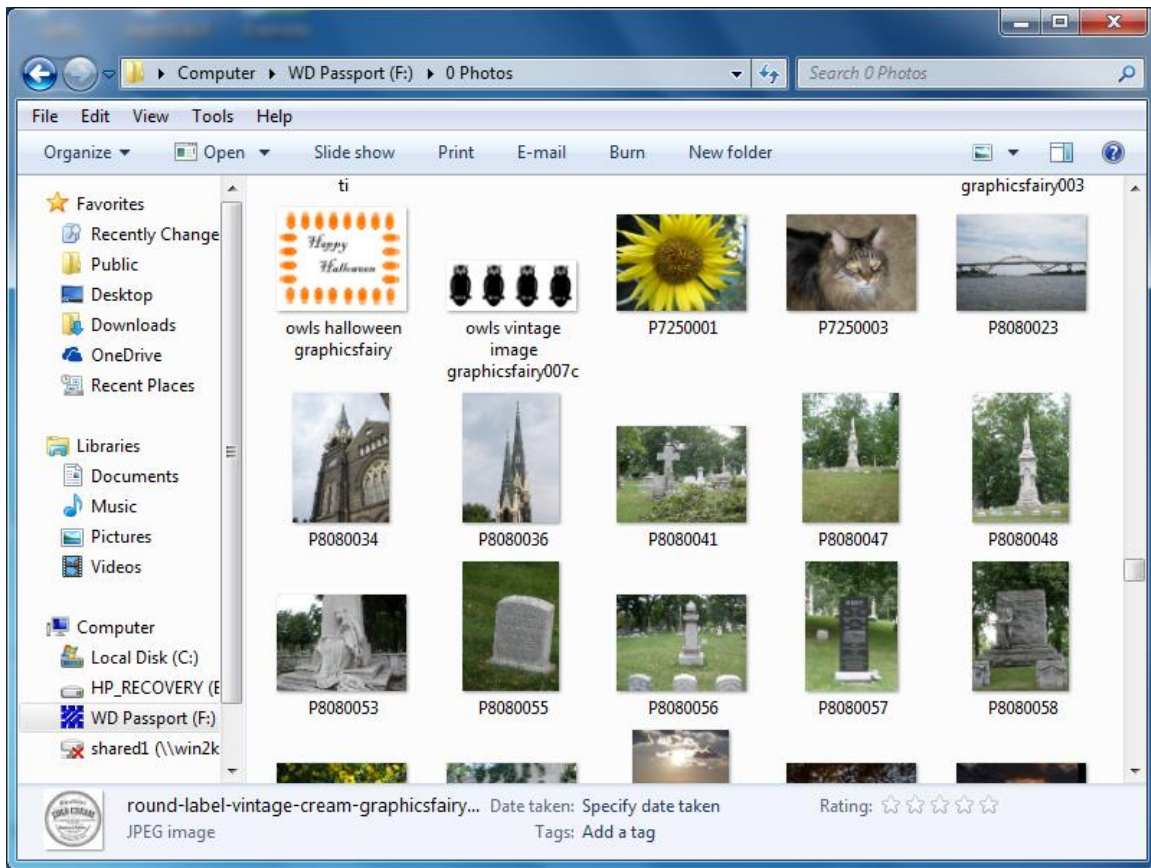 Computer WD Passport (F:) 0 Photos
Search 0 Photos
File Edit View Tools Help
Organize Open Slide show Print E-mail Burn New folder
Favorites
Recently Change
Public
Desktop
Downloads
OneDrive
Recent Places
Libraries
Documents
Music
Pictures
Videos
Computer
Local Disk (C:)
HP_RECOVERY (E
WD Passport (F:)
shared1 (\\win2k
ti
graphicsfairy003
Happy
Halloween
owls halloween
graphicsfairy
owls vintage
image
graphicsfairy007c
P7250001
P7250003
P8080023
P8080034
P8080036
P8080041
P8080047
P8080048
P8080053
P8080055
P8080056
P8080057
P8080058
round-label-vintage-cream-graphicsfairy... Date taken: Specify date taken Rating:
JPEG image Tags: Add a tag